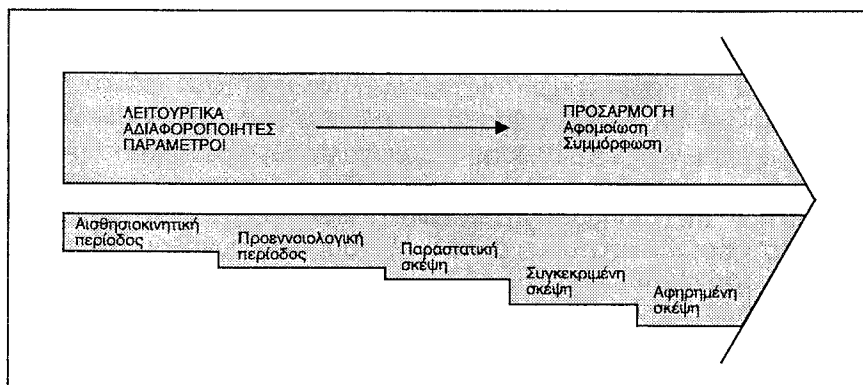 ΛΕΙΤΟΥΡΓΙΚΑ
ΑΔΙΑΦΟΡΟΠΟΙΗΤΕΣ
ΠΑΡΑΜΕΤΡΟΙ
ΠΡΟΣΑΡΜΟΓΗ
Αφομοίωση
Συμμόρφωση
Αισθησιοκινητική
περίοδος
Προεννοιολογική
περίοδος
Παραστατική
σκέψη
Συγκεκριμένη
σκέψη
Αφηρημένη
σκέψη